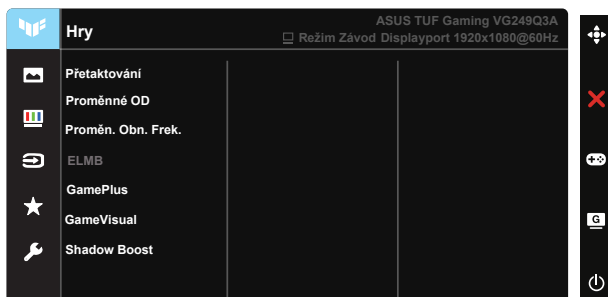 Hry
ASUS TUF Gaming VG249Q3A
Režim Závod Displayport 1920x1080@60Hz
Přetaktování
Proměnné OD
Proměn. Obn. Frek.
ELMB
GamePlus
GameVisual
Shadow Boost
G